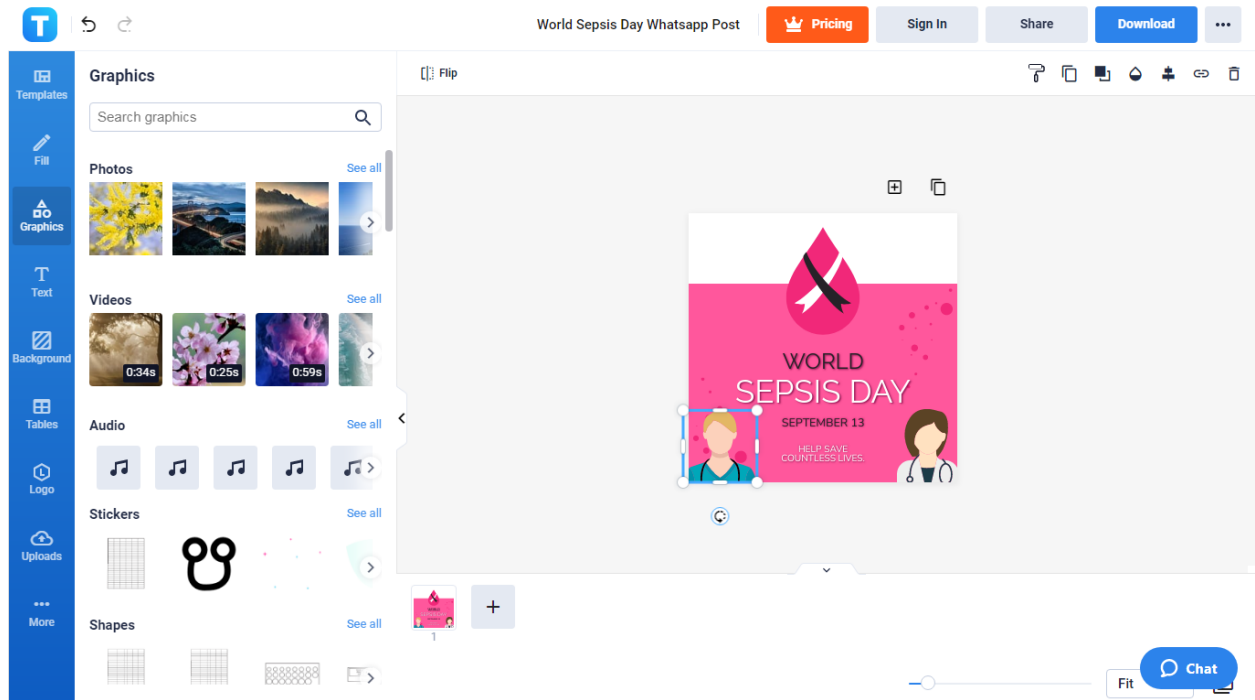 T
World Sepsis Day Whatsapp Post
Pricing
Sign In
Share
Download
Templates
Fill
Graphics
Text
Background
Tables
Logo
Uploads
More
Graphics
Search graphics
Photos
See all
Videos
See all
0:34s
0:25s
0:59s
Audio
See all
Stickers
See all
Shapes
See all
Flip
WORLD
SEPSIS DAY
SEPTEMBER 13
HELP SAVE
COUNTLESS LIVES.
1
Fit
Chat